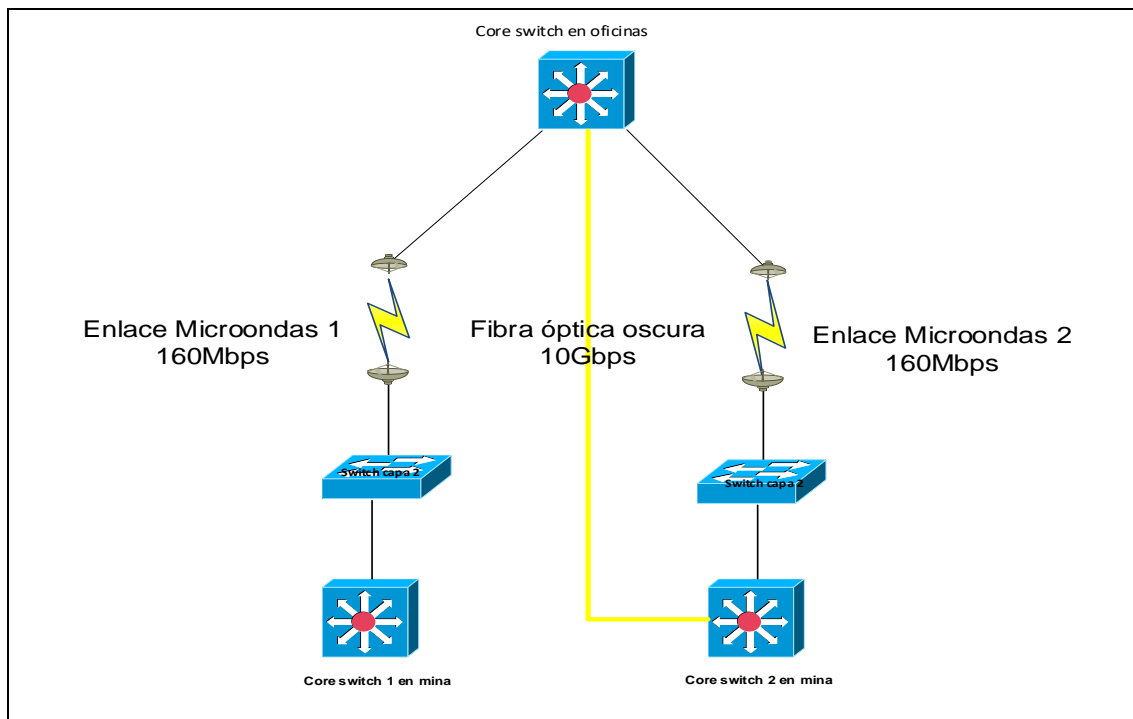 Core switch en oficinas
Enlace Microondas 1
160Mbps
Fibra óptica oscura
10Gbps
Enlace Microondas 2
160Mbps
Switch capa 2
Switch capa 2
Core switch 1 en mina
Core switch 2 en mina